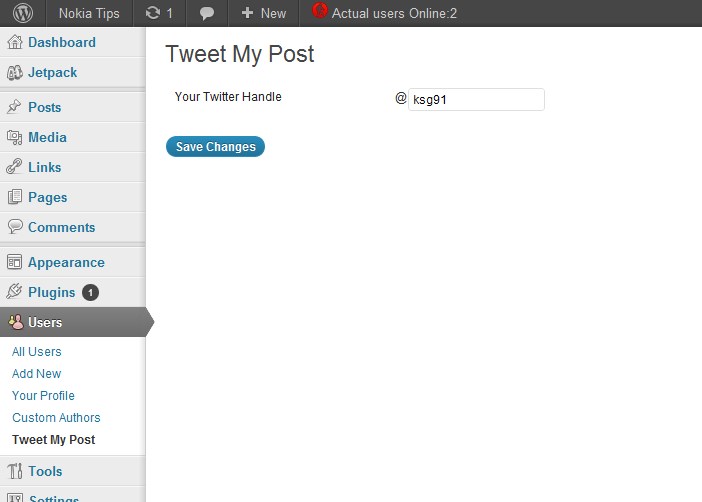 Nokia Tips 1 New Actual users Online:2
Dashboard
Jetpack
Posts
Media
Links
Pages
Comments
Appearance
Plugins 1
Users
All Users
Add New
Your Profile
Custom Authors
Tweet My Post
Tools
Settings
Tweet My Post
Your Twitter Handle @ ksg91
Save Changes